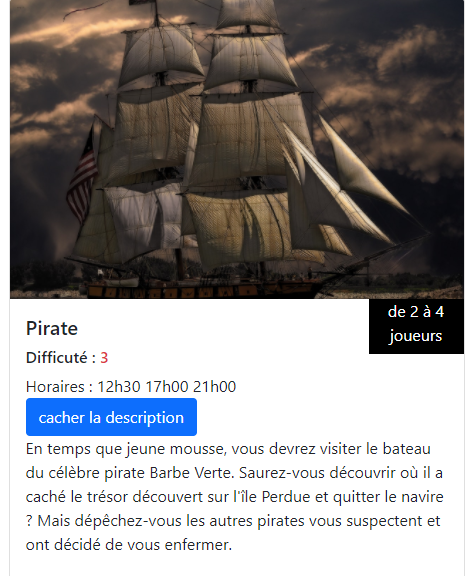 de 2 à 4
joueurs
Pirate
Difficuté : 3
Horaires : 12h30 17h00 21h00
cacher la description
En temps que jeune mousse, vous devrez visiter le bateau
du célèbre pirate Barbe Verte. Saurez-vous découvrir où il a
caché le trésor découvert sur l'île Perdue et quitter le navire
? Mais dépêchez-vous les autres pirates vous suspectent et
ont décidé de vous enfermer.